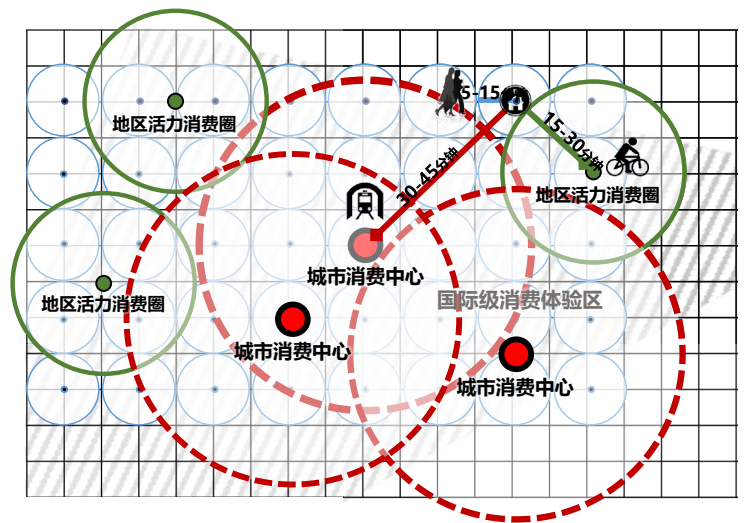 5-15
地区活力消费圈
15-30分钟
30-45分钟
地区活力消费圈
城市消费中心
地区活力消费圈
国际级消费体验区
城市消费中心
城市消费中心